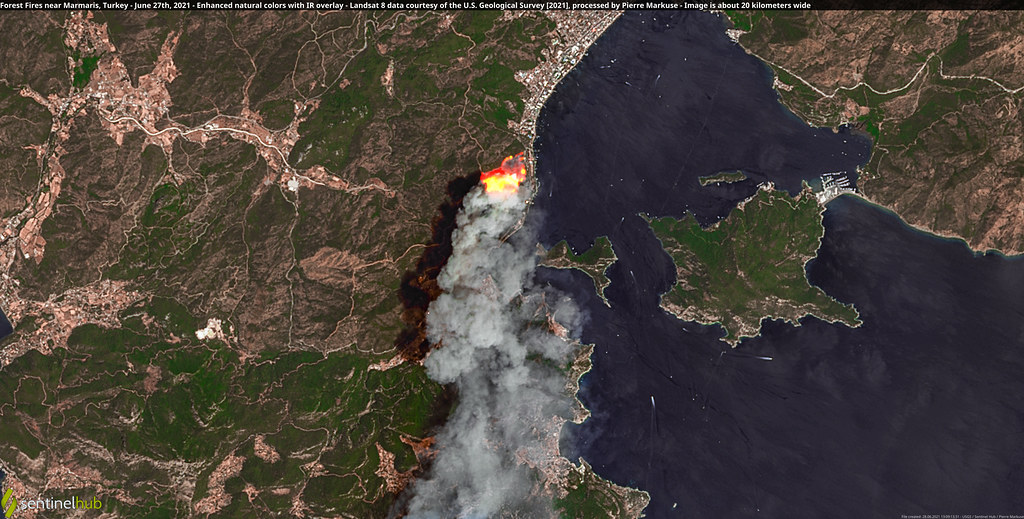 Forest Fires near Marmaris, Turkey - June 27th, 2021 - Enhanced natural colors with IR overlay - Landsat 8 data courtesy of the U.S. Geological Survey [2021], processed by Pierre Markuse - Image is about 20 kilometers wide
sentinelhub